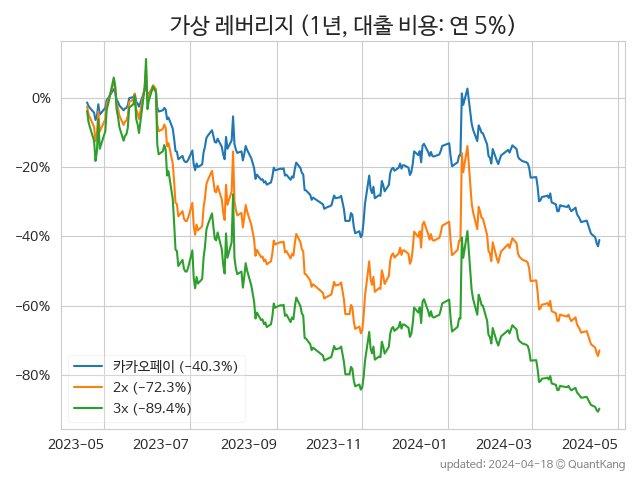 가상 레버리지 (1년, 대출 비용: 연 5%)
0%
−20%
−40%
−60%
−80%
카카오페이 (−40.3%)
2x (−72.3%)
3x (−89.4%)
2023-05 2023-07 2023-09 2023-11 2024-01 2024-03 2024-05
updated: 2024-04-18 © QuantKang